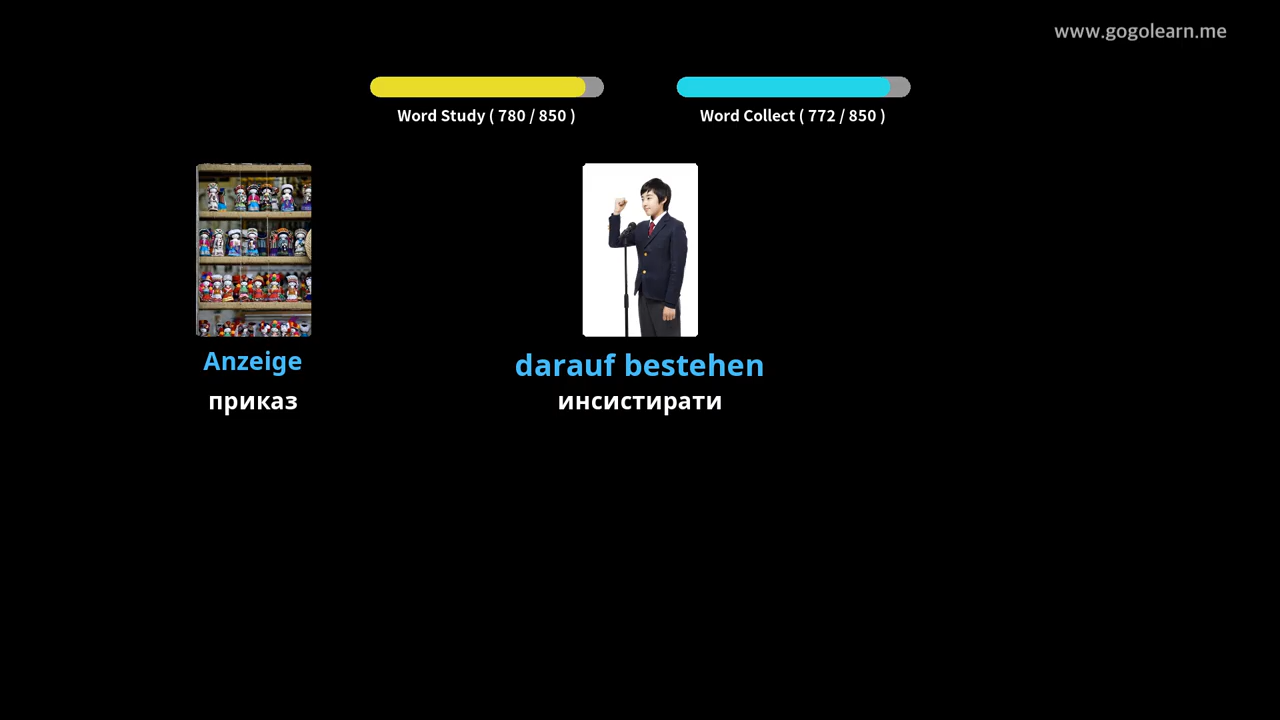 www.gogolearn.me
Word Study ( 780 / 850 )
Word Collect ( 772 / 850 )
Anzeige
darauf bestehen
приказ
инсистирати